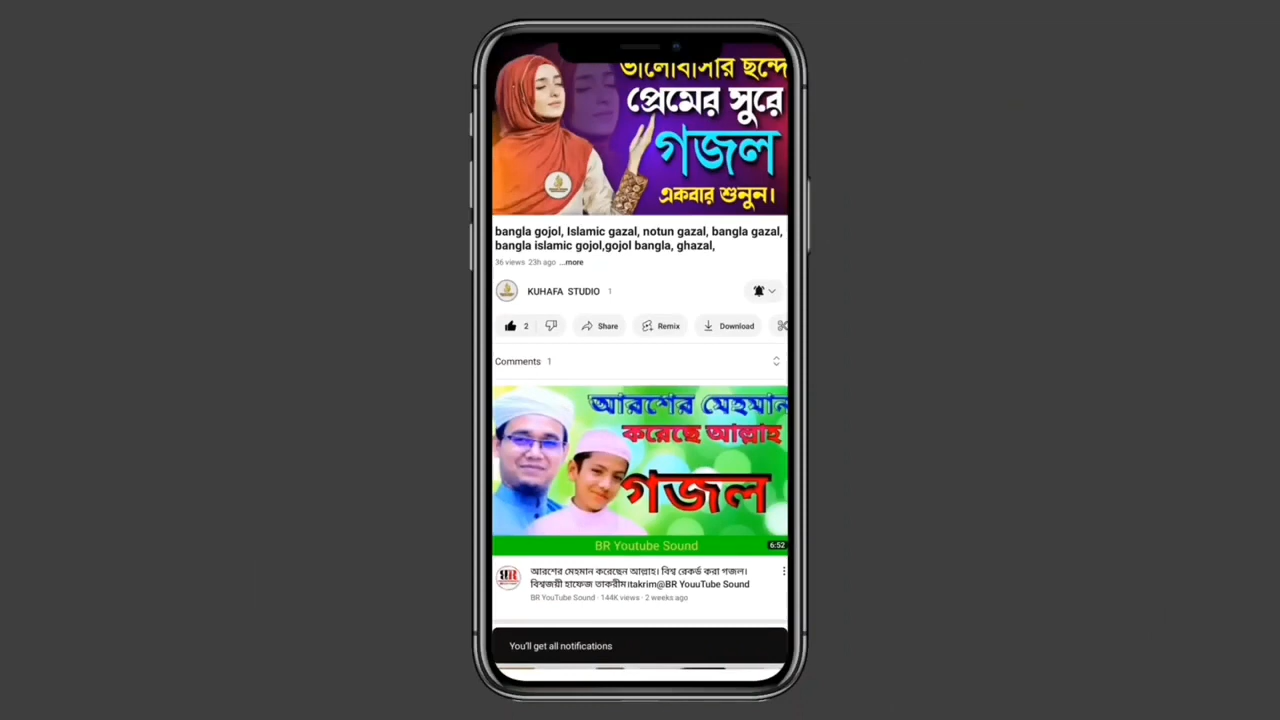 ভালোবাসার ছন্দে
প্রেমের সুরে
গজল
একবার শুনুন।
bangla gojol, Islamic gazal, notun gazal, bangla gazal,
bangla islamic gojol,gojol bangla, ghazal,
36 views 23h ago ...more
KUHAFA STUDIO 1
2 Share Remix Download
Comments 1
আরশের মেহমান
করেছে আল্লাহ
গজল
BR Youtube Sound
6:52
আরশের মেহমান করেছেন আল্লাহ। বিশ্ব রেকর্ড করা গজল।
বিশ্বজয়ী হাফেজ তাকরীম।takrim@BR YouuTube Sound
BR YouTube Sound · 144K views · 2 weeks ago
You'll get all notifications